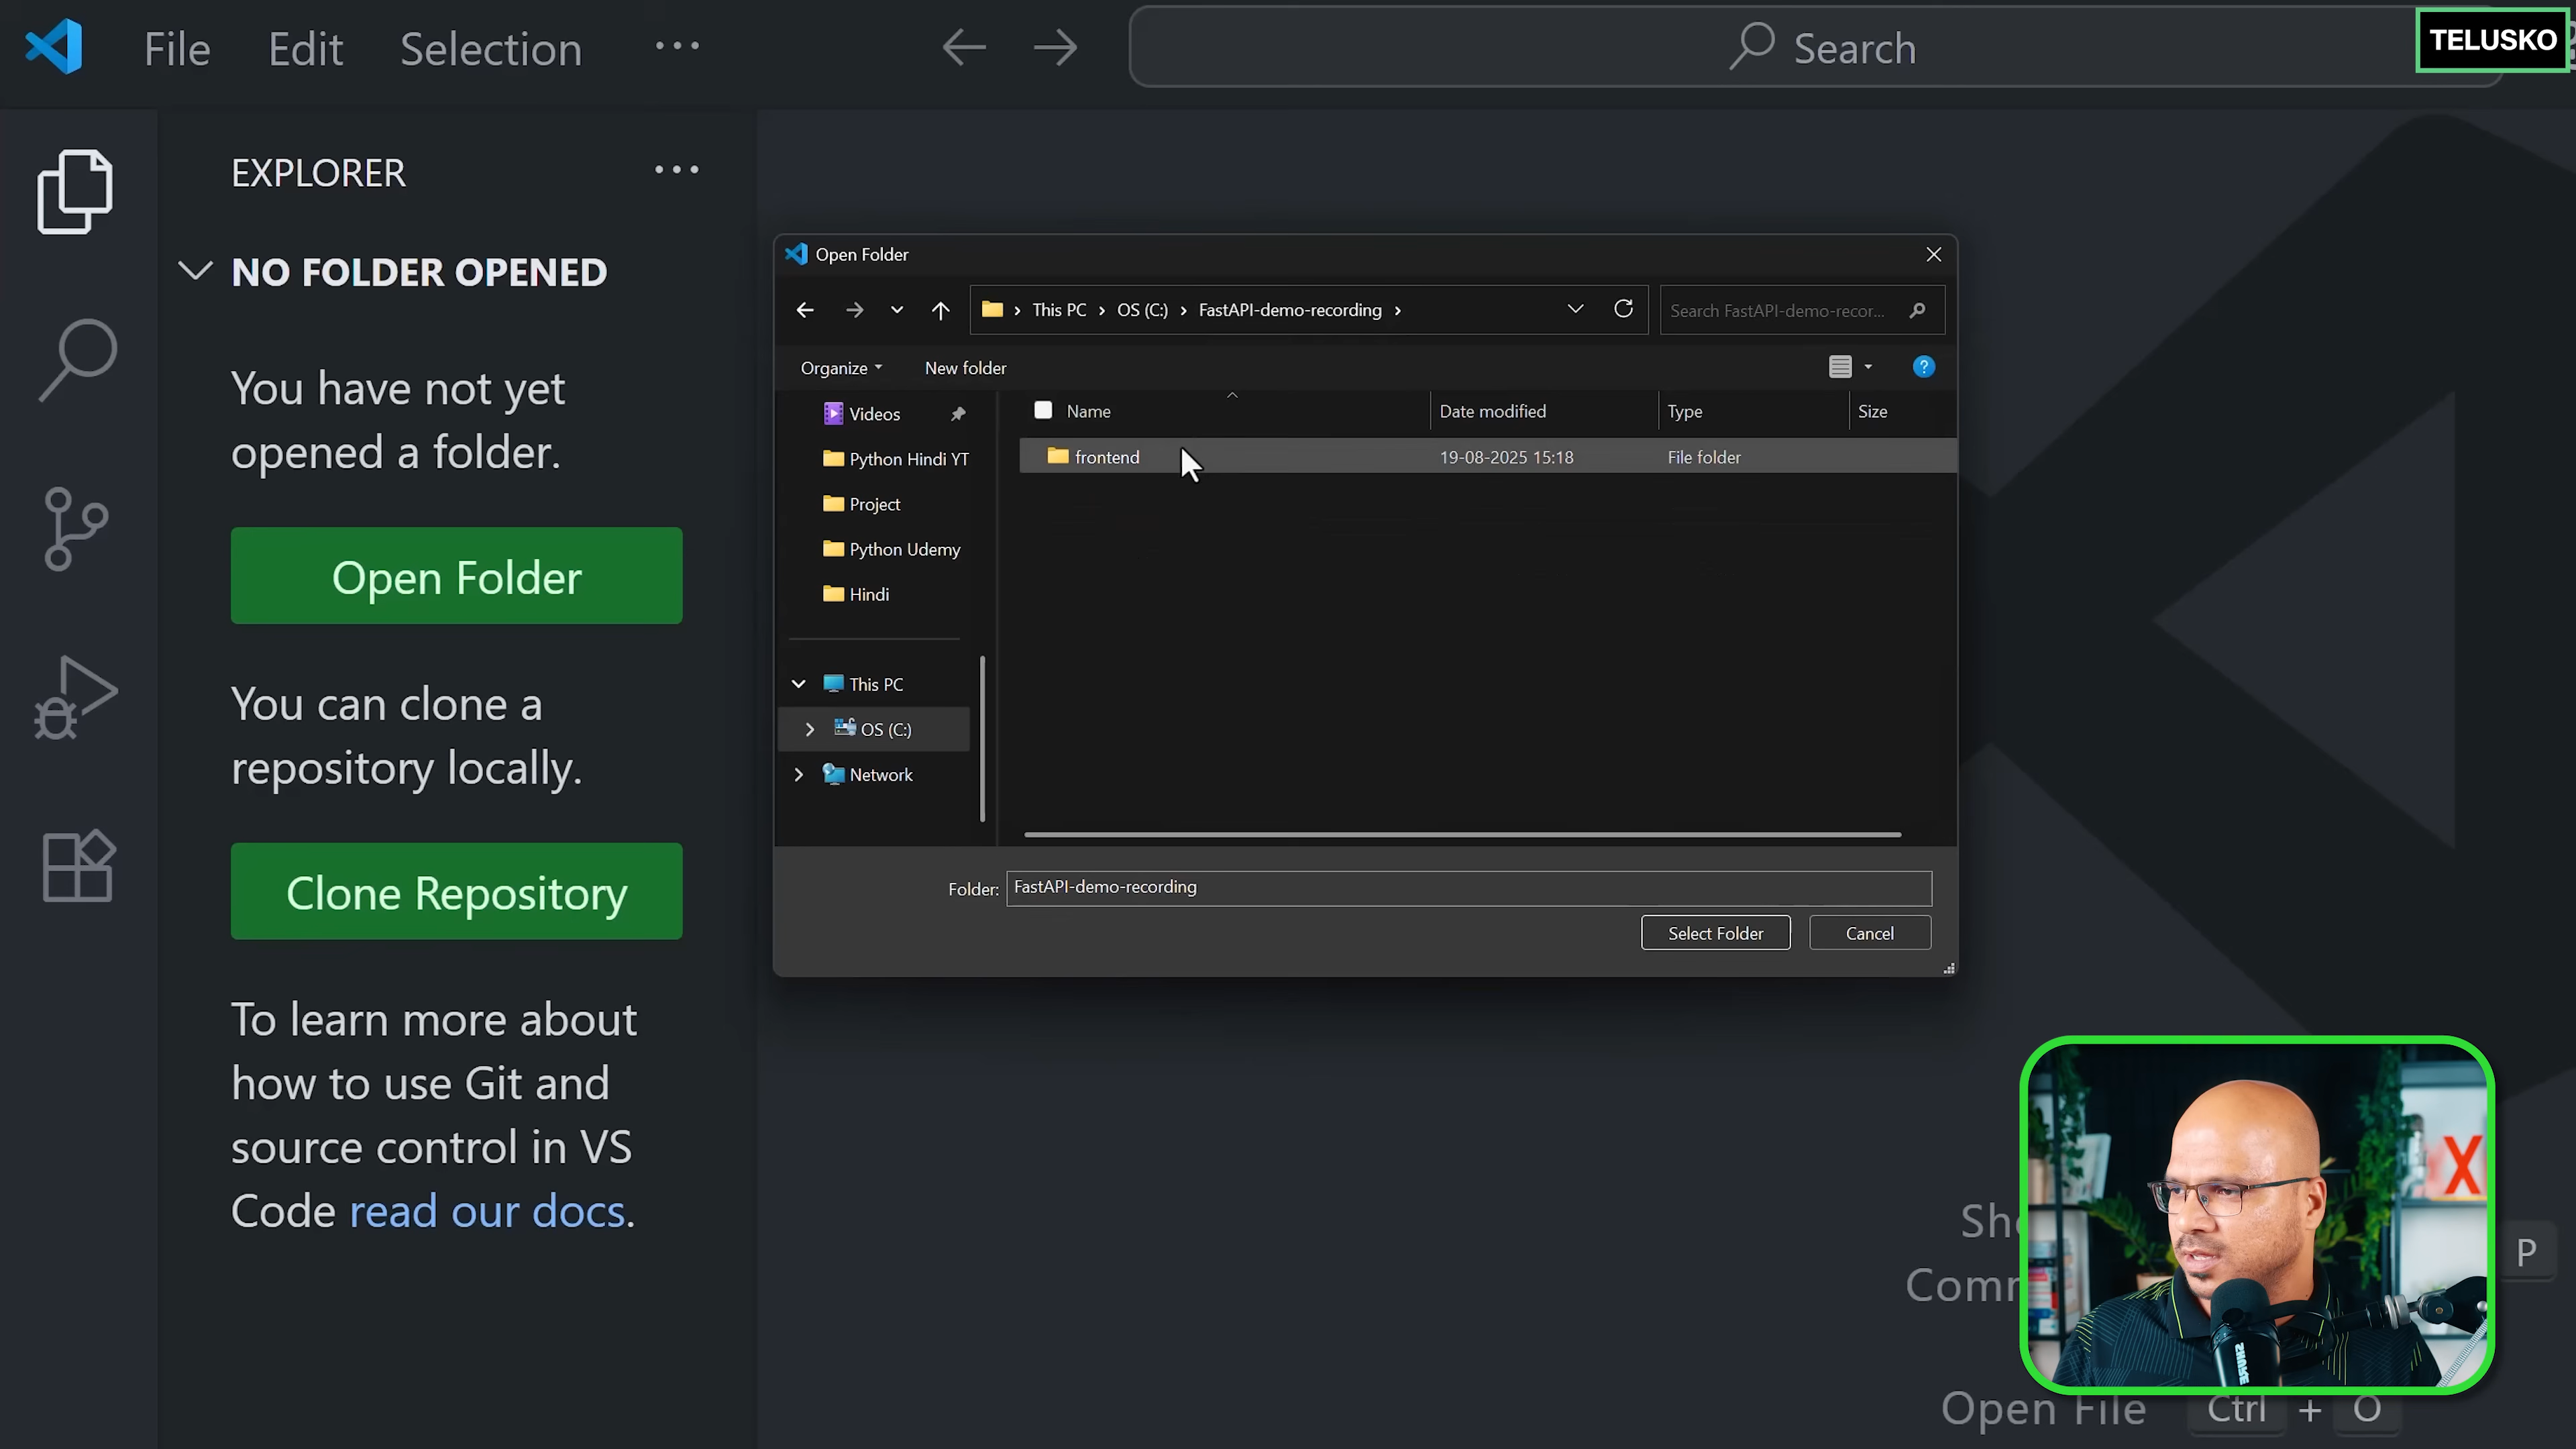 File Edit Selection ...
Search
TELUSKO
EXPLORER
NO FOLDER OPENED
You have not yet
opened a folder.
Open Folder
You can clone a
repository locally.
Clone Repository
To learn more about
how to use Git and
source control in VS
Code read our docs.
Open Folder
This PC › OS (C:) › FastAPI-demo-recording ›
Search FastAPI-demo-recor...
Organize New folder
?
Name Date modified Type Size
frontend 19-08-2025 15:18 File folder
Videos
Python Hindi YT
Project
Python Udemy
Hindi
This PC
OS (C:)
Network
Folder: FastAPI-demo-recording
Select Folder Cancel
P
X
Open File Ctrl + O